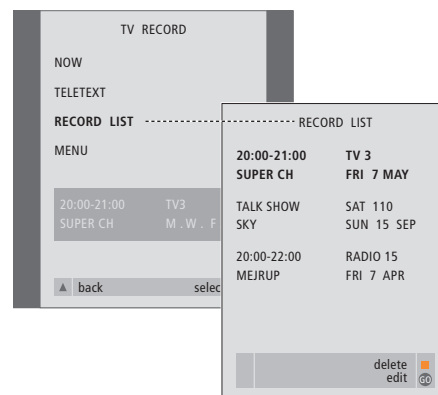 TV RECORD
NOW
TELETEXT
RECORD LIST
MENU
20:00-21:00 TV3
SUPER CH M . W . F
back selec
RECORD LIST
20:00-21:00 TV 3
SUPER CH FRI 7 MAY
TALK SHOW SAT 110
SKY SUN 15 SEP
20:00-22:00 RADIO 15
MEJRUP FRI 7 APR
delete
edit GO